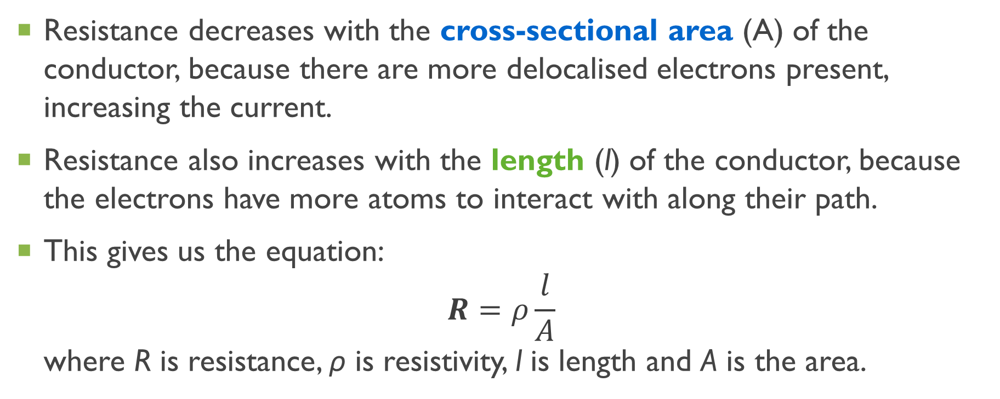 ▪ Resistance decreases with the cross-sectional area (A) of the
conductor, because there are more delocalised electrons present,
increasing the current.
▪ Resistance also increases with the length (l) of the conductor, because
the electrons have more atoms to interact with along their path.
▪ This gives us the equation:
R = ρ l/A
where R is resistance, ρ is resistivity, l is length and A is the area.